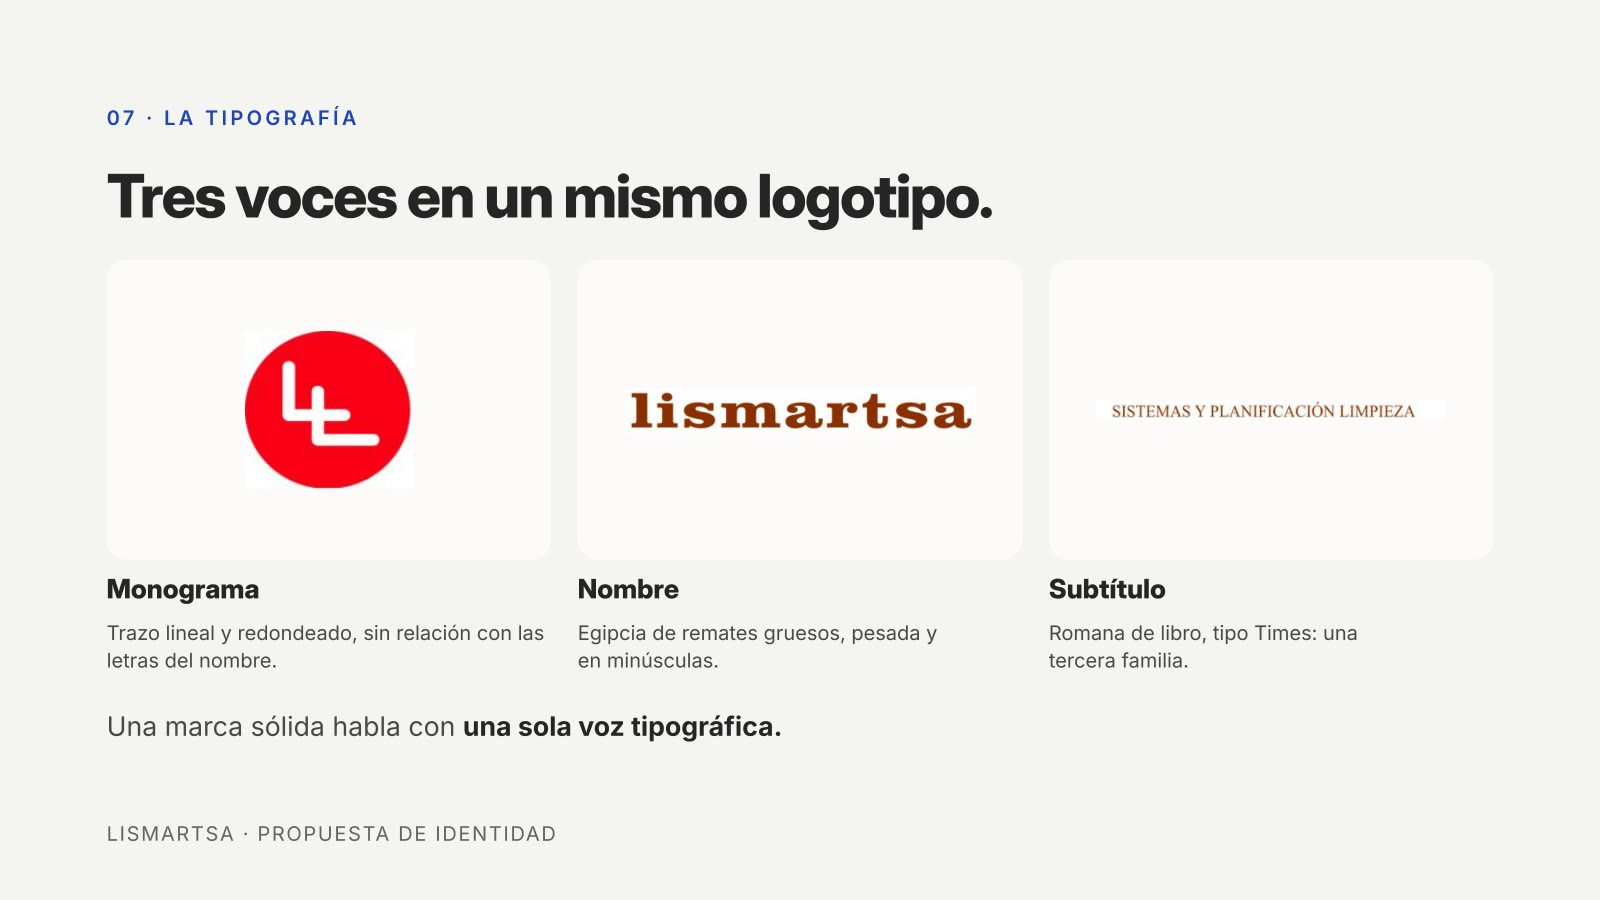 07 · LA TIPOGRAFÍA
Tres voces en un mismo logotipo.
lismartsa
SISTEMAS Y PLANIFICACIÓN LIMPIEZA
Monograma
Trazo lineal y redondeado, sin relación con las
letras del nombre.
Nombre
Egipcia de remates gruesos, pesada y
en minúsculas.
Subtítulo
Romana de libro, tipo Times: una
tercera familia.
Una marca sólida habla con una sola voz tipográfica.
LISMARTSA · PROPUESTA DE IDENTIDAD